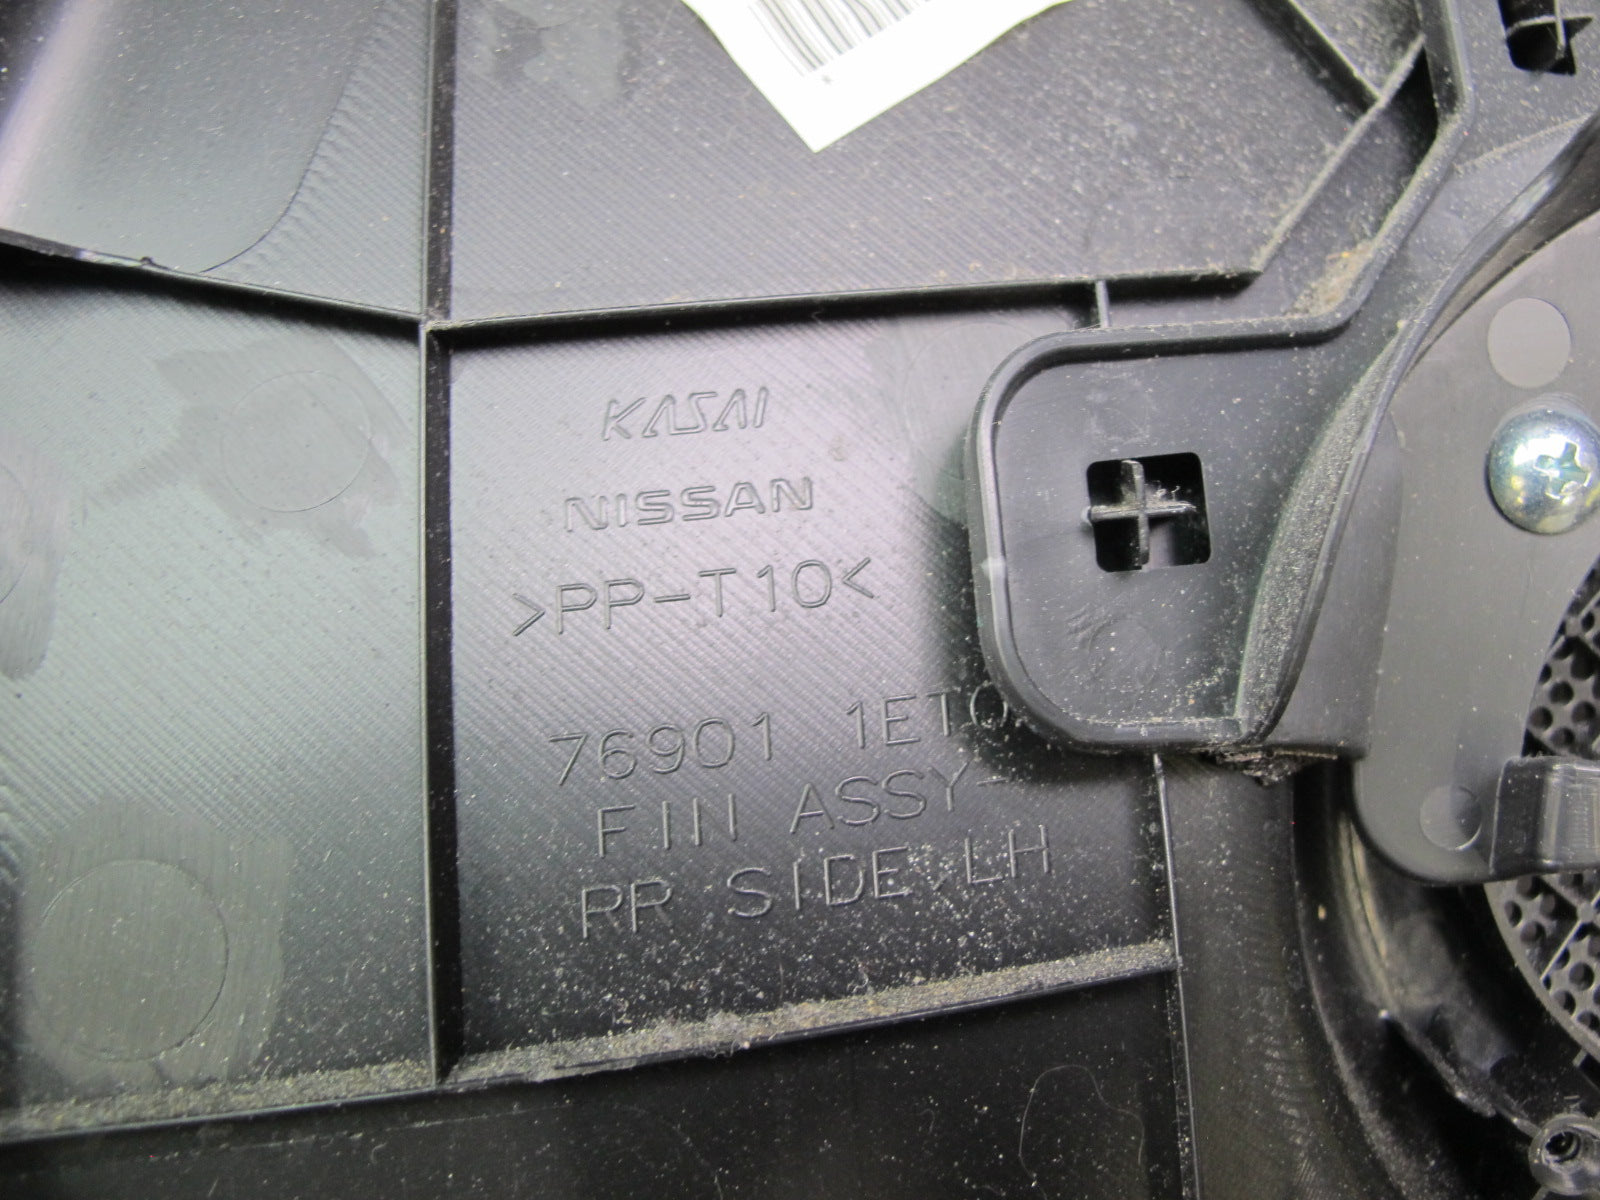 KASAI
NISSAN
>PP-T10<
76901 1ET0
FIN ASSY-
RR SIDE,LH